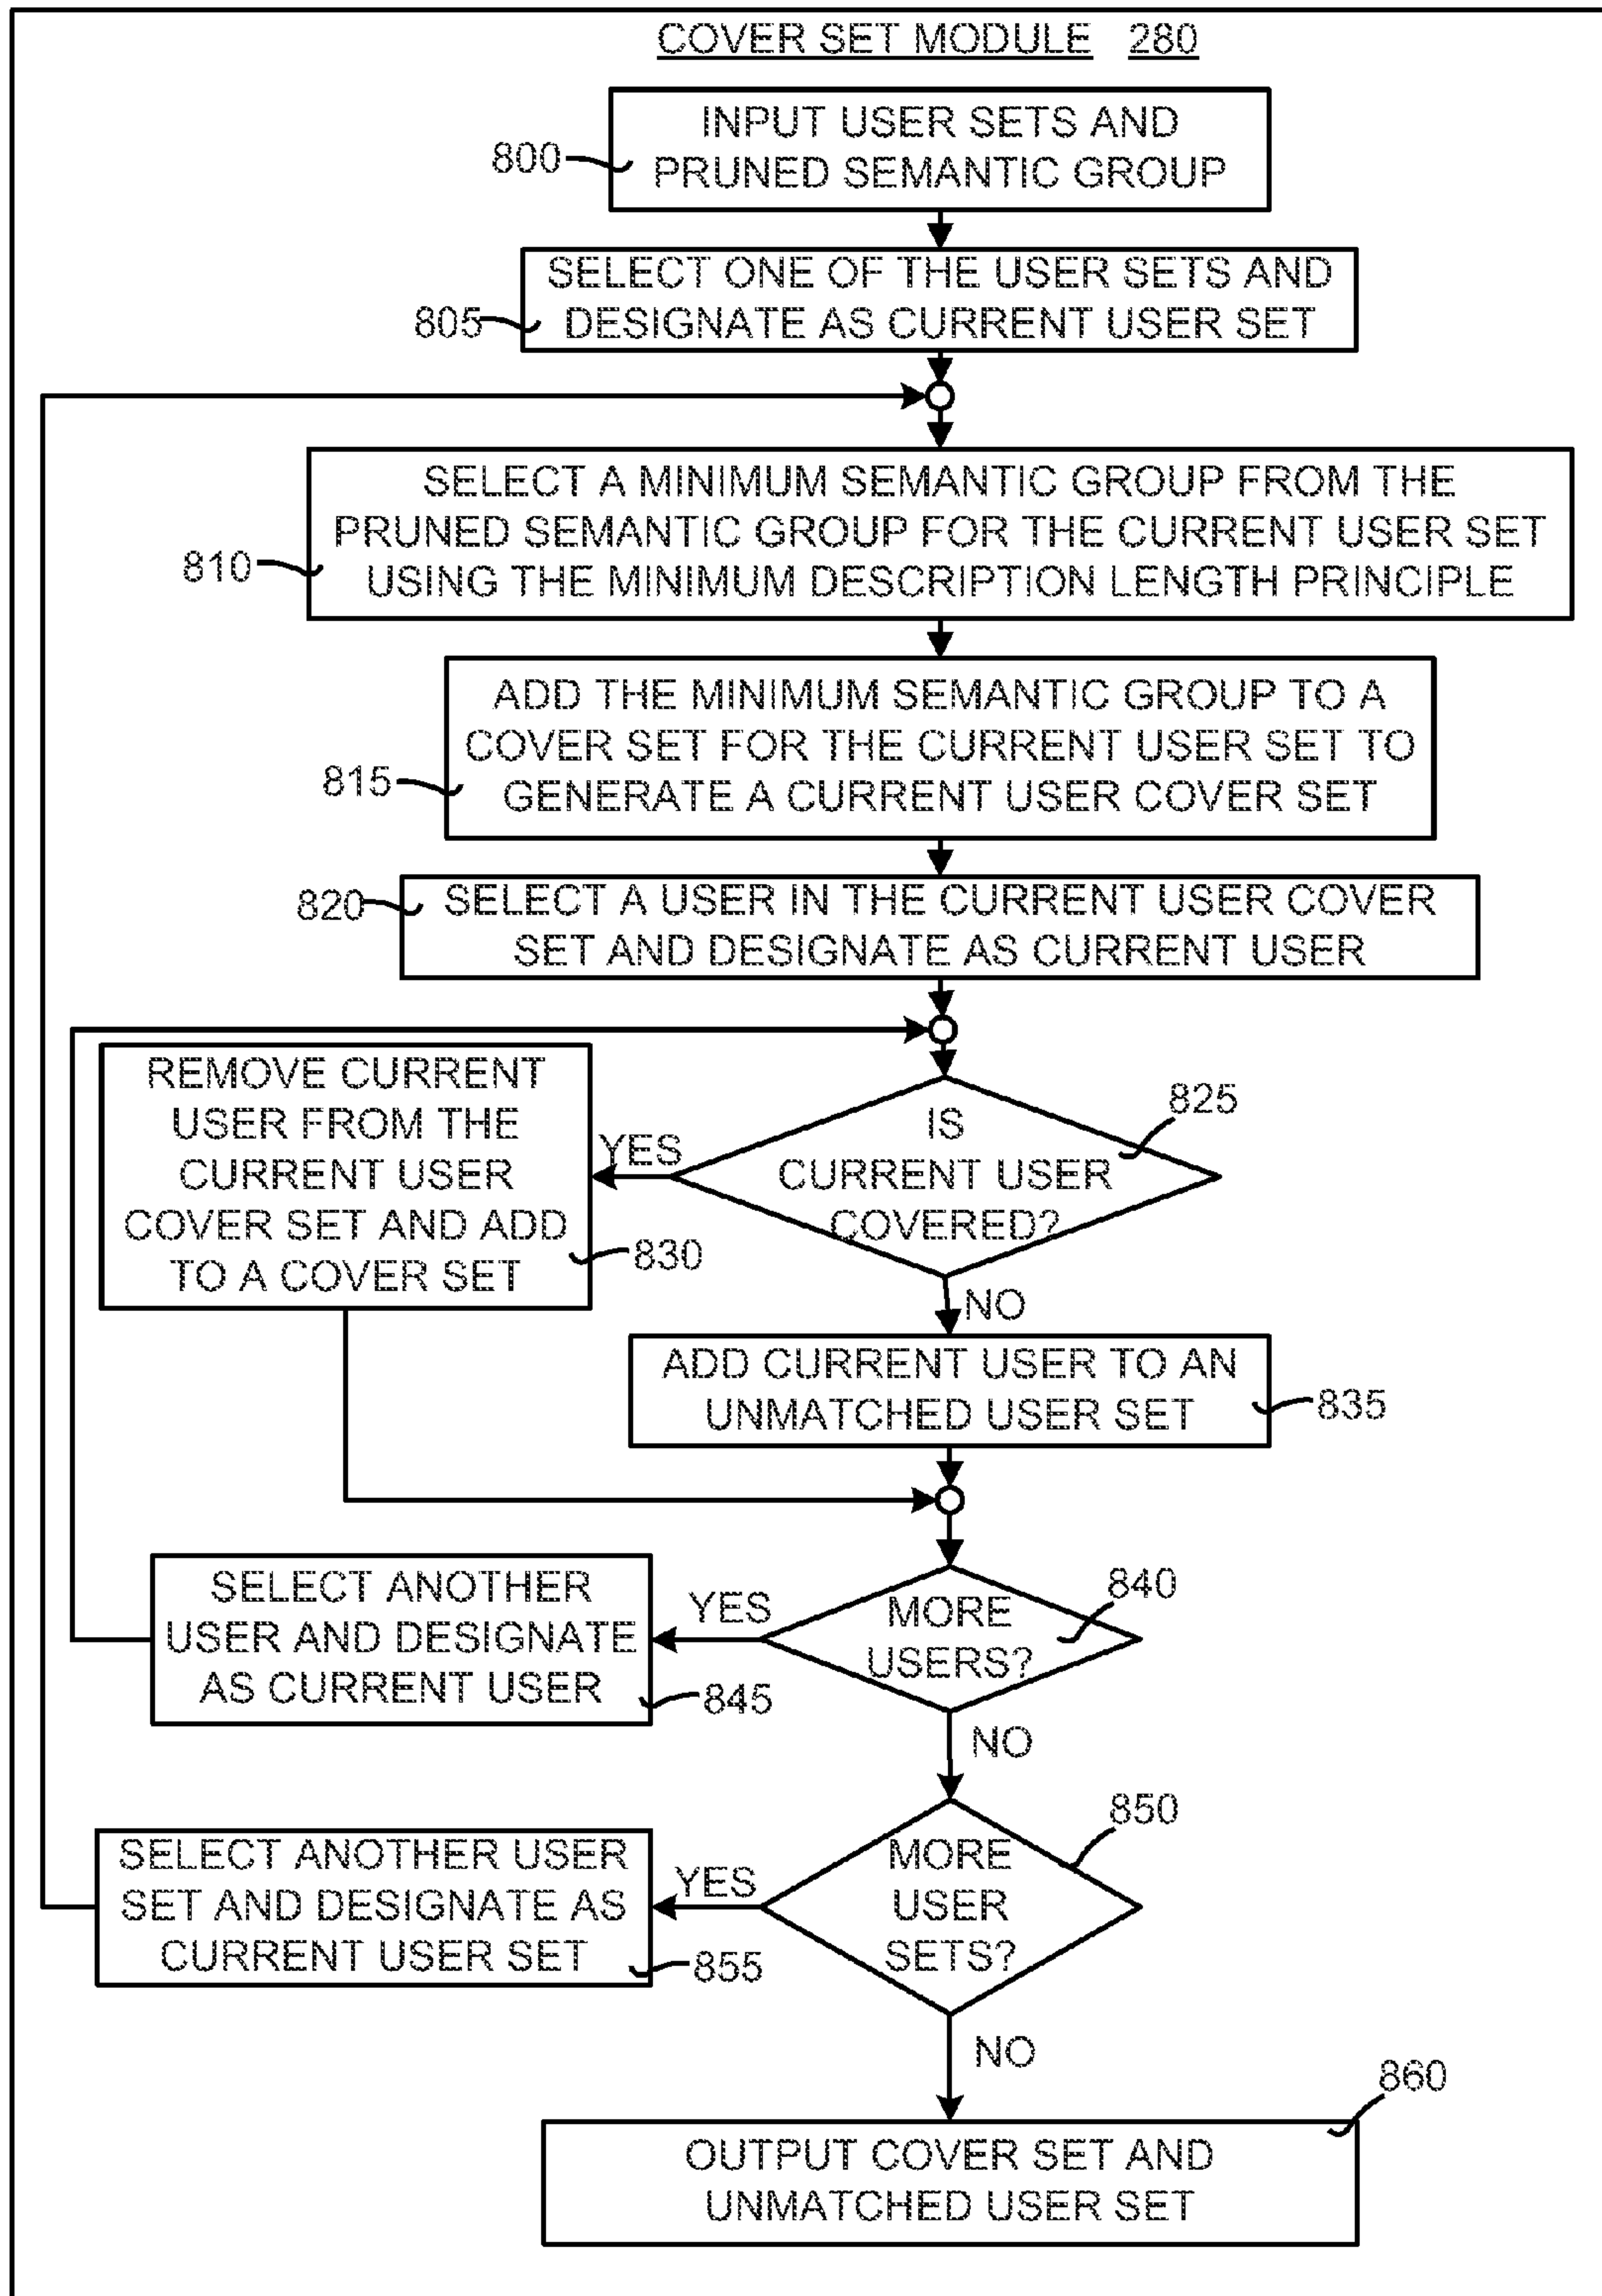 COVER SET MODULE 280
INPUT USER SETS AND
PRUNED SEMANTIC GROUP
800
SELECT ONE OF THE USER SETS AND
DESIGNATE AS CURRENT USER SET
805
SELECT A MINIMUM SEMANTIC GROUP FROM THE
PRUNED SEMANTIC GROUP FOR THE CURRENT USER SET
USING THE MINIMUM DESCRIPTION LENGTH PRINCIPLE
810
ADD THE MINIMUM SEMANTIC GROUP TO A
COVER SET FOR THE CURRENT USER SET TO
GENERATE A CURRENT USER COVER SET
815
SELECT A USER IN THE CURRENT USER COVER
SET AND DESIGNATE AS CURRENT USER
820
IS
CURRENT USER
COVERED?
825
YES
REMOVE CURRENT
USER FROM THE
CURRENT USER
COVER SET AND ADD
TO A COVER SET
830
NO
ADD CURRENT USER TO AN
UNMATCHED USER SET
835
MORE
USERS?
840
YES
SELECT ANOTHER
USER AND DESIGNATE
AS CURRENT USER
845
NO
MORE
USER
SETS?
850
YES
SELECT ANOTHER USER
SET AND DESIGNATE AS
CURRENT USER SET
855
NO
OUTPUT COVER SET AND
UNMATCHED USER SET
860